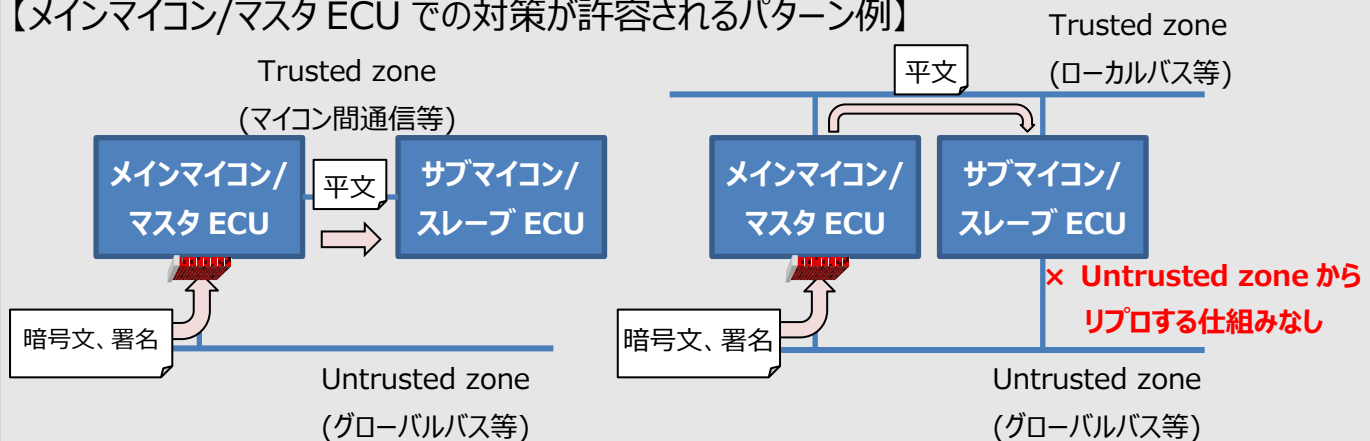 【メインマイコン/マスタ ECU での対策が許容されるパターン例】
Trusted zone
(マイコン間通信等)
メインマイコン/
マスタ ECU
平文
サブマイコン/
スレーブ ECU
暗号文、署名
Untrusted zone
(グローバルバス等)
Trusted zone
(ローカルバス等)
平文
メインマイコン/
マスタ ECU
サブマイコン/
スレーブ ECU
× Untrusted zone から
リプロする仕組みなし
暗号文、署名
Untrusted zone
(グローバルバス等)